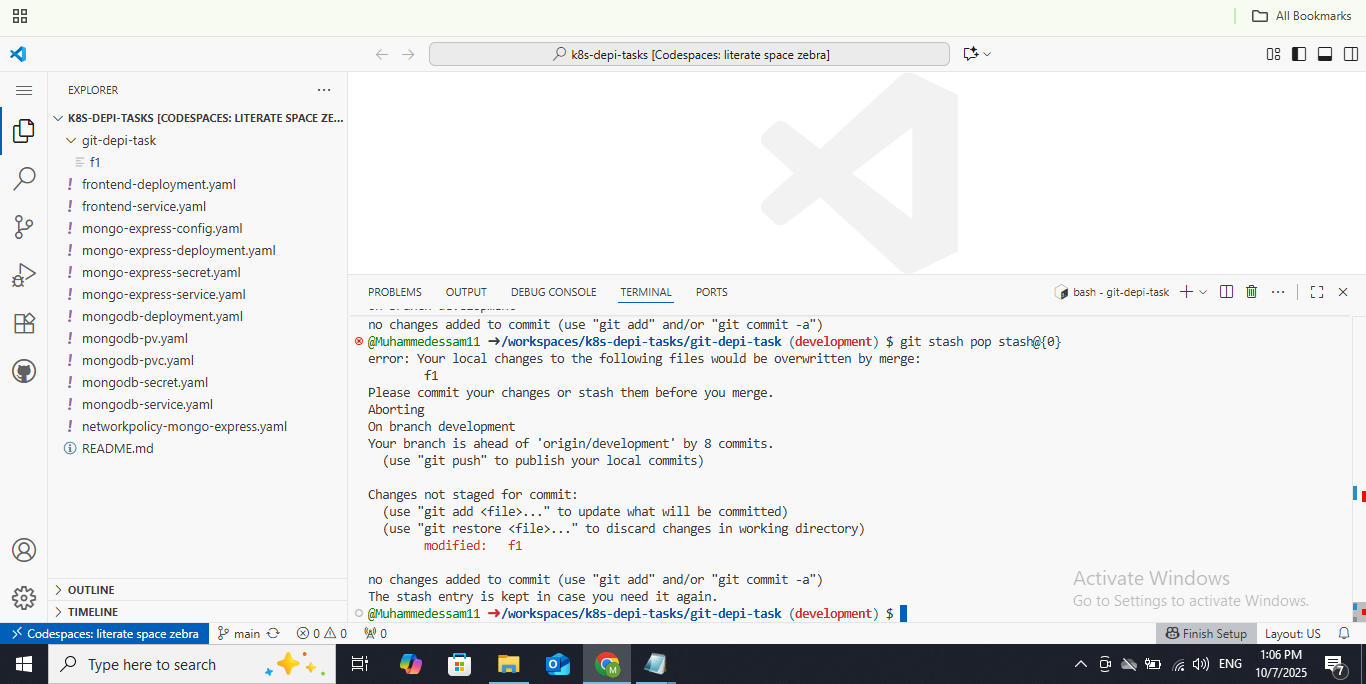 All Bookmarks
k8s-depi-tasks [Codespaces: literate space zebra]
EXPLORER
K8S-DEPI-TASKS [CODESPACES: LITERATE SPACE ZE...
git-depi-task
f1
frontend-deployment.yaml
frontend-service.yaml
mongo-express-config.yaml
mongo-express-deployment.yaml
mongo-express-secret.yaml
mongo-express-service.yaml
mongodb-deployment.yaml
mongodb-pv.yaml
mongodb-pvc.yaml
mongodb-secret.yaml
mongodb-service.yaml
networkpolicy-mongo-express.yaml
README.md
OUTLINE
TIMELINE
PROBLEMS OUTPUT DEBUG CONSOLE TERMINAL PORTS bash - git-depi-task
no changes added to commit (use "git add" and/or "git commit -a")
@Muhammedessam11 ➜/workspaces/k8s-depi-tasks/git-depi-task (development) $ git stash pop stash@{0}
error: Your local changes to the following files would be overwritten by merge:
f1
Please commit your changes or stash them before you merge.
Aborting
On branch development
Your branch is ahead of 'origin/development' by 8 commits.
(use "git push" to publish your local commits)
Changes not staged for commit:
(use "git add <file>..." to update what will be committed)
(use "git restore <file>..." to discard changes in working directory)
modified: f1
no changes added to commit (use "git add" and/or "git commit -a")
The stash entry is kept in case you need it again.
@Muhammedessam11 ➜/workspaces/k8s-depi-tasks/git-depi-task (development) $
Activate Windows
Go to Settings to activate Windows.
Codespaces: literate space zebra main 0 0 0 Finish Setup Layout: US
Type here to search
M
ENG
1:06 PM
10/7/2025
7